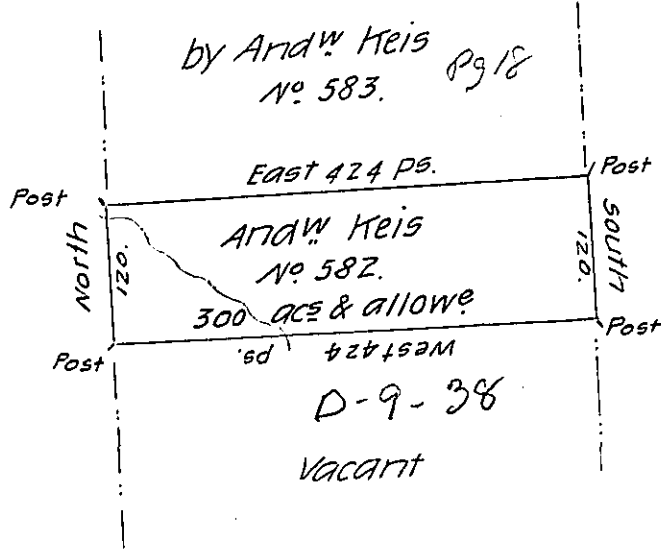 by Andw Keis
No 583.
Pg 18
East 424 Ps.
Post
Post
North
120.
Andw Keis
No 582.
300 acs & allowe
South
120.
Post
Post
West 424 ps.
D-9-38
Vacant